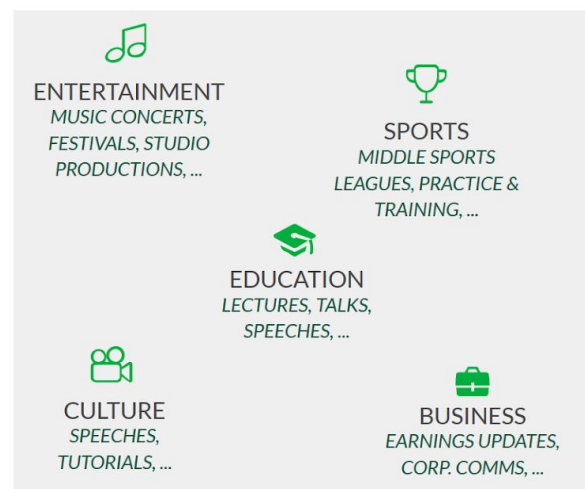 ENTERTAINMENT
MUSIC CONCERTS,
FESTIVALS, STUDIO
PRODUCTIONS, ...
SPORTS
MIDDLE SPORTS
LEAGUES, PRACTICE &
TRAINING, ...
EDUCATION
LECTURES, TALKS,
SPEECHES, ...
CULTURE
SPEECHES,
TUTORIALS, ...
BUSINESS
EARNINGS UPDATES,
CORP. COMMS, ...